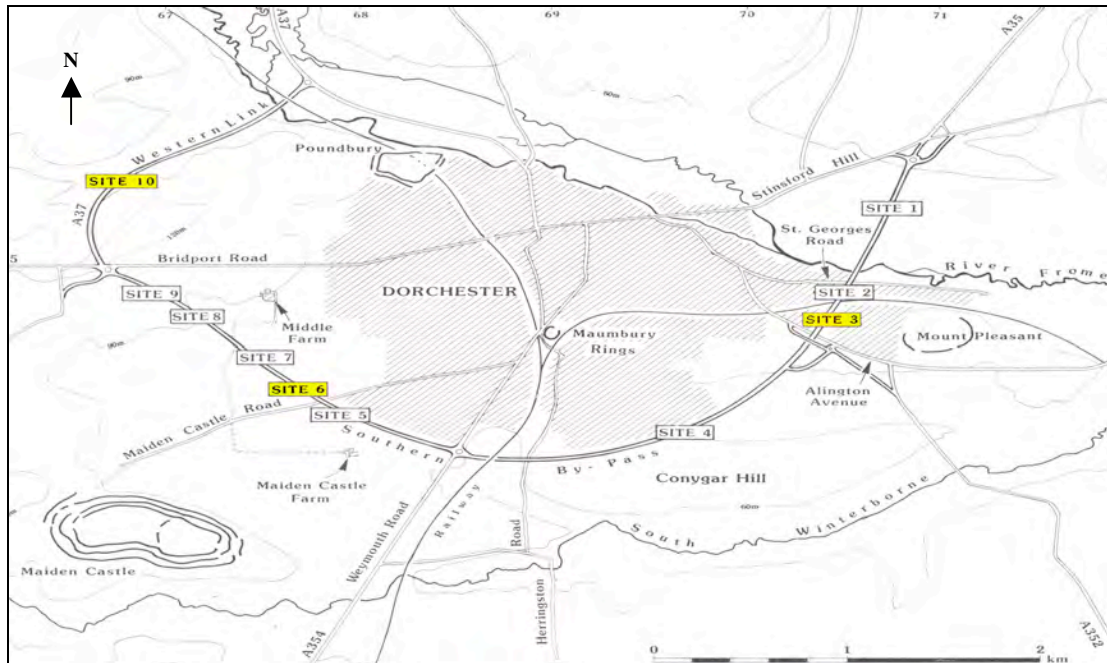 67
68
69
70
71
A37
A35
N
90m
60m
Western Link
Poundbury
Stinsford Hill
SITE 10
SITE 1
A37
St. Georges
Road
Bridport Road
River Frome
SITE 9
DORCHESTER
SITE 2
SITE 8
Middle
Farm
SITE 3
Maumbury
Rings
Mount Pleasant
90m
SITE 7
SITE 6
Alington
Avenue
Maiden Castle Road
SITE 5
SITE 4
Southern By-Pass
Maiden Castle
Farm
Conygar Hill
Railway
60m
South Winterborne
Weymouth Road
Maiden Castle
Herringston Road
A354
A352
0
1
2
km